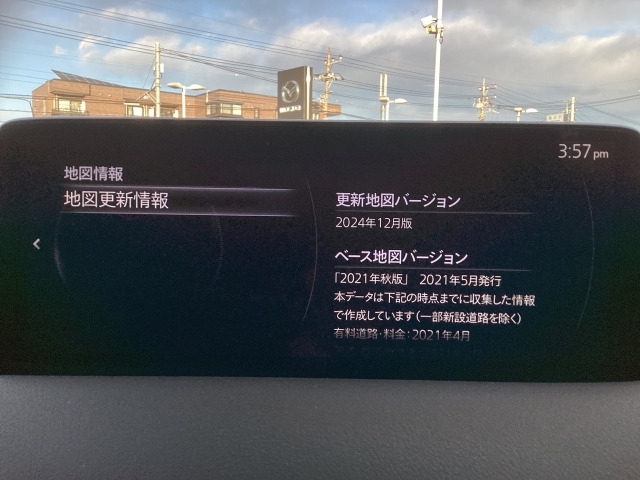 3:57pm
地図情報
地図更新情報
更新地図バージョン
2024年12月版
ベース地図バージョン
「2021年秋版」 2021年5月発行
本データは下記の時点までに収集した情報
で作成しています(一部新設道路を除く)
有料道路・料金:2021年4月